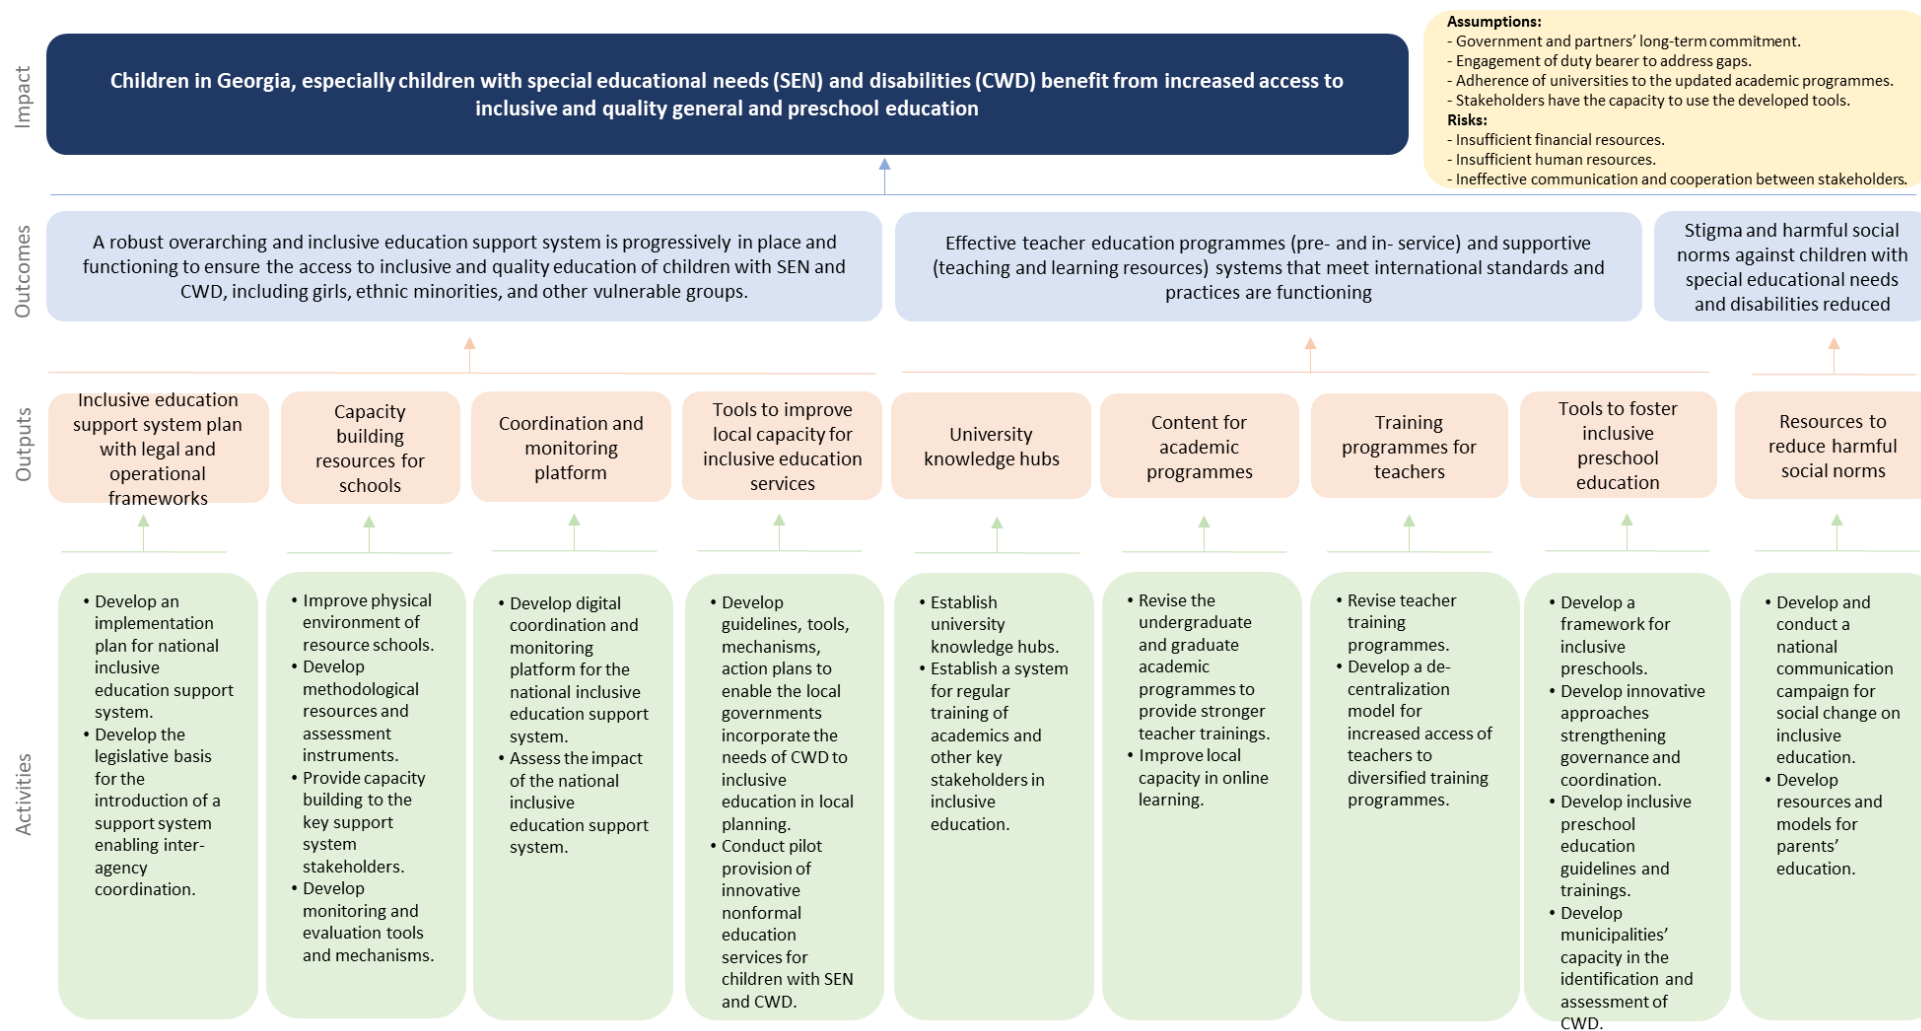 Impact
Children in Georgia, especially children with special educational needs (SEN) and disabilities (CWD) benefit from increased access to
inclusive and quality general and preschool education
Assumptions:
- Government and partners’ long-term commitment.
- Engagement of duty bearer to address gaps.
- Adherence of universities to the updated academic programmes.
- Stakeholders have the capacity to use the developed tools.
Risks:
- Insufficient financial resources.
- Insufficient human resources.
- Ineffective communication and cooperation between stakeholders.
Outcomes
A robust overarching and inclusive education support system is progressively in place and
functioning to ensure the access to inclusive and quality education of children with SEN and
CWD, including girls, ethnic minorities, and other vulnerable groups.
Effective teacher education programmes (pre- and in- service) and supportive
(teaching and learning resources) systems that meet international standards and
practices are functioning
Stigma and harmful social
norms against children with
special educational needs
and disabilities reduced
Outputs
Inclusive education
support system plan
with legal and
operational
frameworks
Capacity
building
resources for
schools
Coordination and
monitoring
platform
Tools to improve
local capacity for
inclusive education
services
University
knowledge hubs
Content for
academic
programmes
Training
programmes for
teachers
Tools to foster
inclusive
preschool
education
Resources to
reduce harmful
social norms
Activities
• Develop an
implementation
plan for national
inclusive
education support
system.
• Develop the
legislative basis
for the
introduction of a
support system
enabling inter-
agency
coordination.
• Improve physical
environment of
resource schools.
• Develop
methodological
resources and
assessment
instruments.
• Provide capacity
building to the
key support
system
stakeholders.
• Develop
monitoring and
evaluation tools
and mechanisms.
• Develop digital
coordination and
monitoring
platform for the
national inclusive
education support
system.
• Assess the impact
of the national
inclusive
education support
system.
• Develop
guidelines, tools,
mechanisms,
action plans to
enable the local
governments
incorporate the
needs of CWD to
inclusive
education in local
planning.
• Conduct pilot
provision of
innovative
nonformal
education
services for
children with SEN
and CWD.
• Establish
university
knowledge hubs.
• Establish a system
for regular
training of
academics and
other key
stakeholders in
inclusive
education.
• Revise the
undergraduate
and graduate
academic
programmes to
provide stronger
teacher trainings.
• Improve local
capacity in online
learning.
• Revise teacher
training
programmes.
• Develop a de-
centralization
model for
increased access of
teachers to
diversified training
programmes.
• Develop a
framework for
inclusive
preschools.
• Develop innovative
approaches
strengthening
governance and
coordination.
• Develop inclusive
preschool
education
guidelines and
trainings.
• Develop
municipalities’
capacity in the
identification and
assessment of
CWD.
• Develop and
conduct a
national
communication
campaign for
social change on
inclusive
education.
• Develop
resources and
models for
parents’
education.